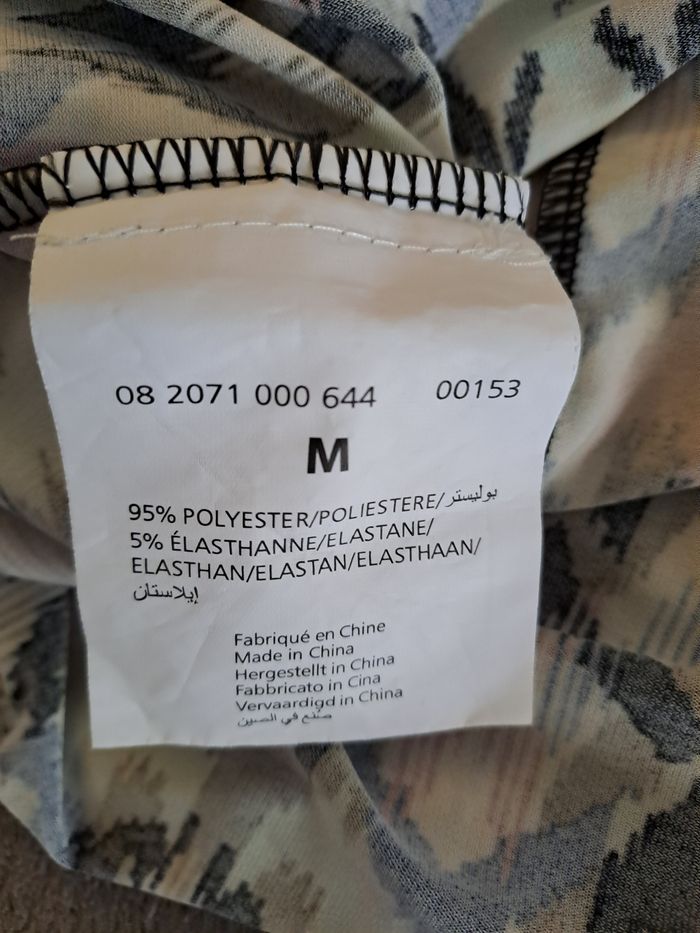 08 2071 000 644 00153
M
95% POLYESTER/POLIESTERE/بوليستر
5% ÉLASTHANNE/ELASTANE/
ELASTHAN/ELASTAN/ELASTHAAN/
إيلاستان
Fabriqué en Chine
Made in China
Hergestellt in China
Fabbricato in Cina
Vervaardigd in China
صنع في الصين